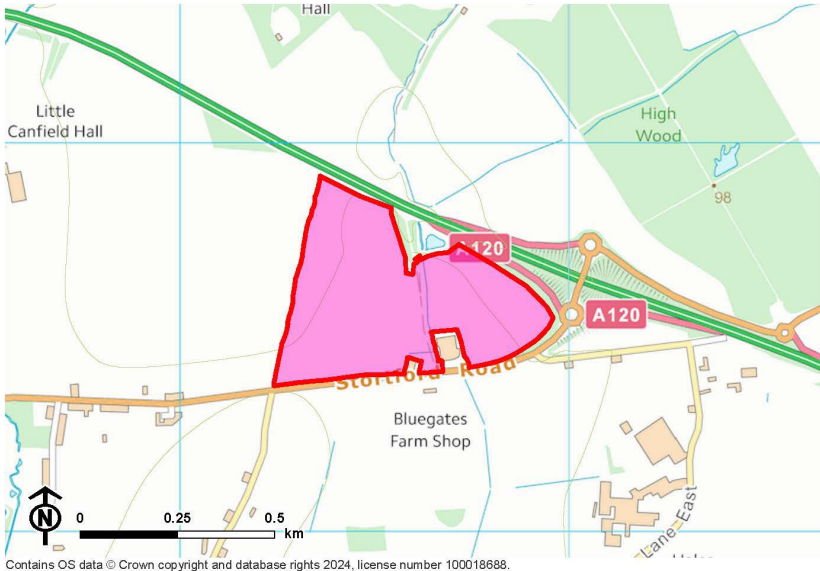 Hall
Little
Canfield Hall
High
Wood
98
A120
A120
Stortford Road
Bluegates
Farm Shop
Lane East
N
0 0.25 0.5
km
Contains OS data © Crown copyright and database rights 2024, license number 100018688.